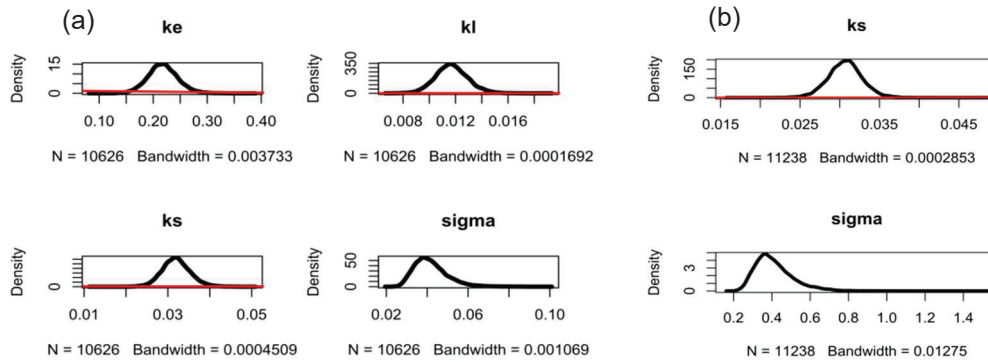 (a)
ke
Density
0 15
0.10 0.20 0.30 0.40
N = 10626 Bandwidth = 0.003733
kl
0 350
0.008 0.012 0.016
N = 10626 Bandwidth = 0.0001692
(b)
ks
Density
0 150
0.015 0.025 0.035 0.045
N = 11238 Bandwidth = 0.0002853
ks
Density
0
0.01 0.03 0.05
N = 10626 Bandwidth = 0.0004509
sigma
0 50
0.02 0.06 0.10
N = 10626 Bandwidth = 0.001069
sigma
Density
0 3
0.2 0.4 0.6 0.8 1.0 1.2 1.4
N = 11238 Bandwidth = 0.01275